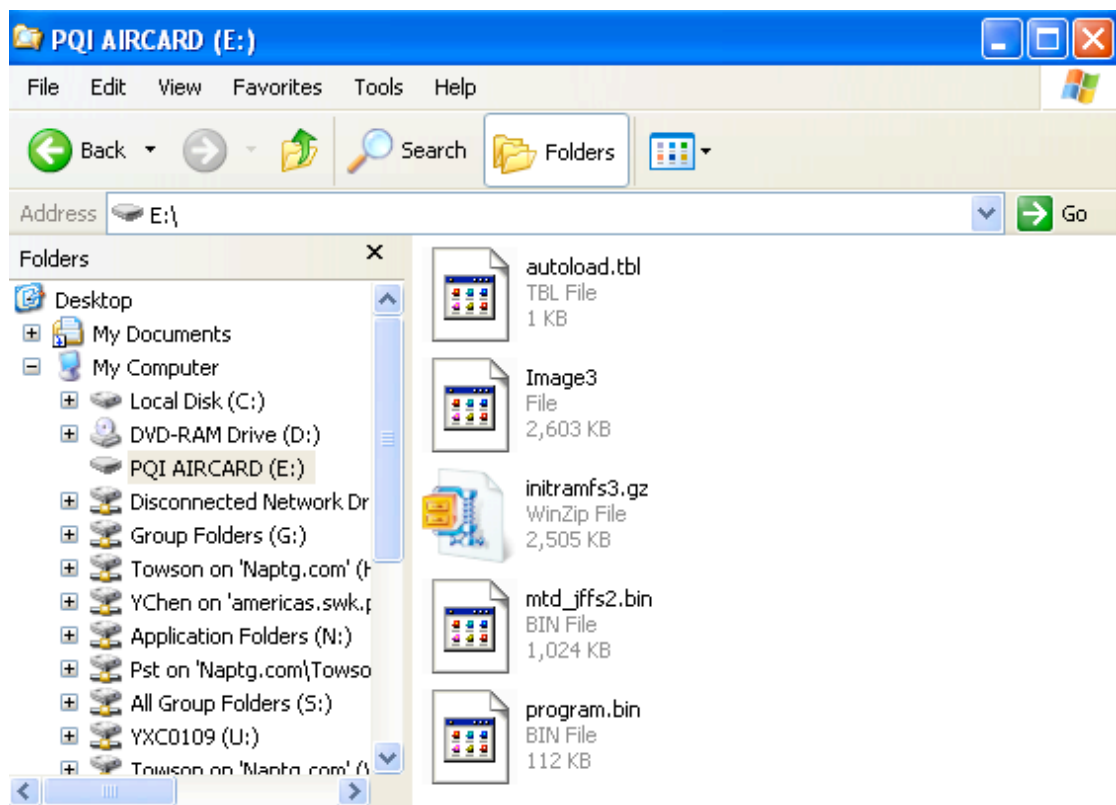 PQI AIRCARD (E:)
File Edit View Favorites Tools Help
Back Search Folders
Address E:\ Go
Folders
Desktop
My Documents
My Computer
Local Disk (C:)
DVD-RAM Drive (D:)
PQI AIRCARD (E:)
Disconnected Network Dr
Group Folders (G:)
Towson on 'Naptg.com' (H
YChen on 'americas.swk.p
Application Folders (N:)
Pst on 'Naptg.com\Towso
All Group Folders (S:)
YXC0109 (U:)
Towson on 'Naptg.com' (
autoload.tbl
TBL File
1 KB
Image3
File
2,603 KB
initramfs3.gz
WinZip File
2,505 KB
mtd_jffs2.bin
BIN File
1,024 KB
program.bin
BIN File
112 KB